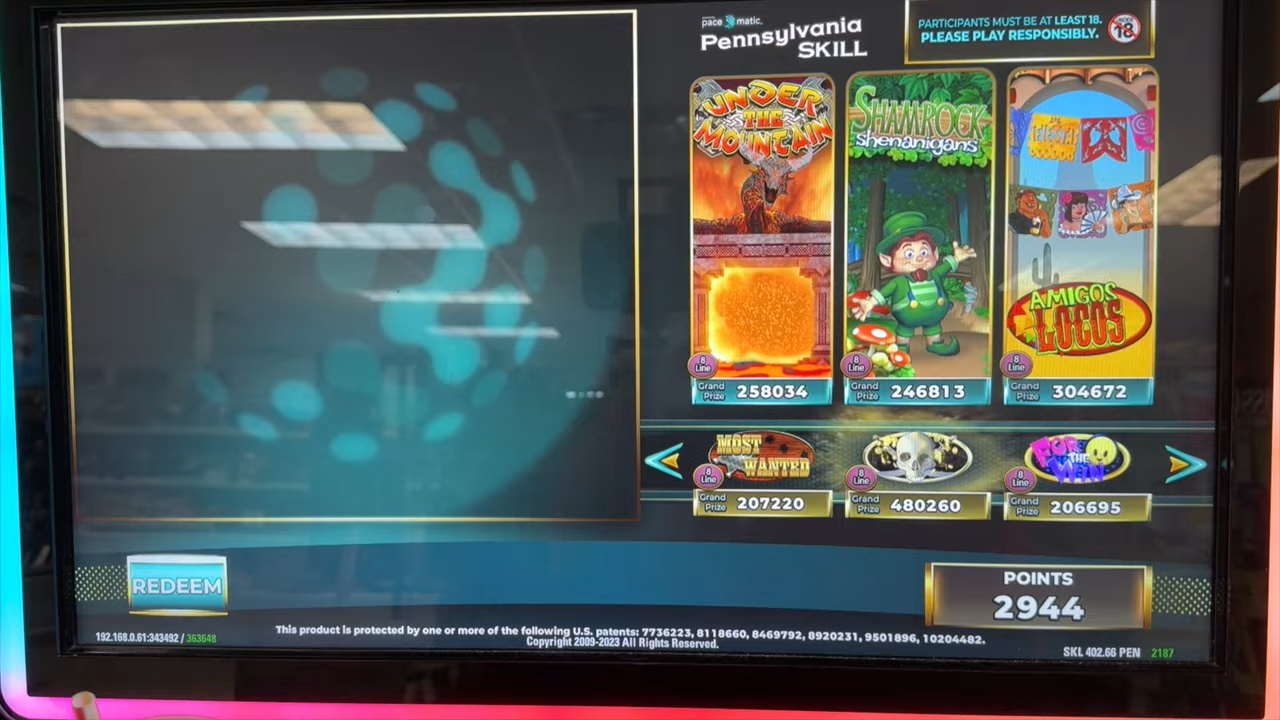 pace matic.
Pennsylvania
SKILL
PARTICIPANTS MUST BE AT LEAST 18.
PLEASE PLAY RESPONSIBLY.
18
UNDER
THE
MOUNTAIN
8
Line
Grand
Prize
258034
SHAMROCK
shenanigans
8
Line
Grand
Prize
246813
AMIGOS
LOCOS
8
Line
Grand
Prize
304672
MOST
WANTED
8
Line
Grand
Prize
207220
8
Line
Grand
Prize
480260
FOR
THE
WIN
8
Line
Grand
Prize
206695
REDEEM
POINTS
2944
192.168.0.61:343492 / 363648
This product is protected by one or more of the following U.S. patents: 7736223, 8118660, 8469792, 8920231, 9501896, 10204482.
Copyright 2009-2023 All Rights Reserved.
SKL 402.66 PEN 2187